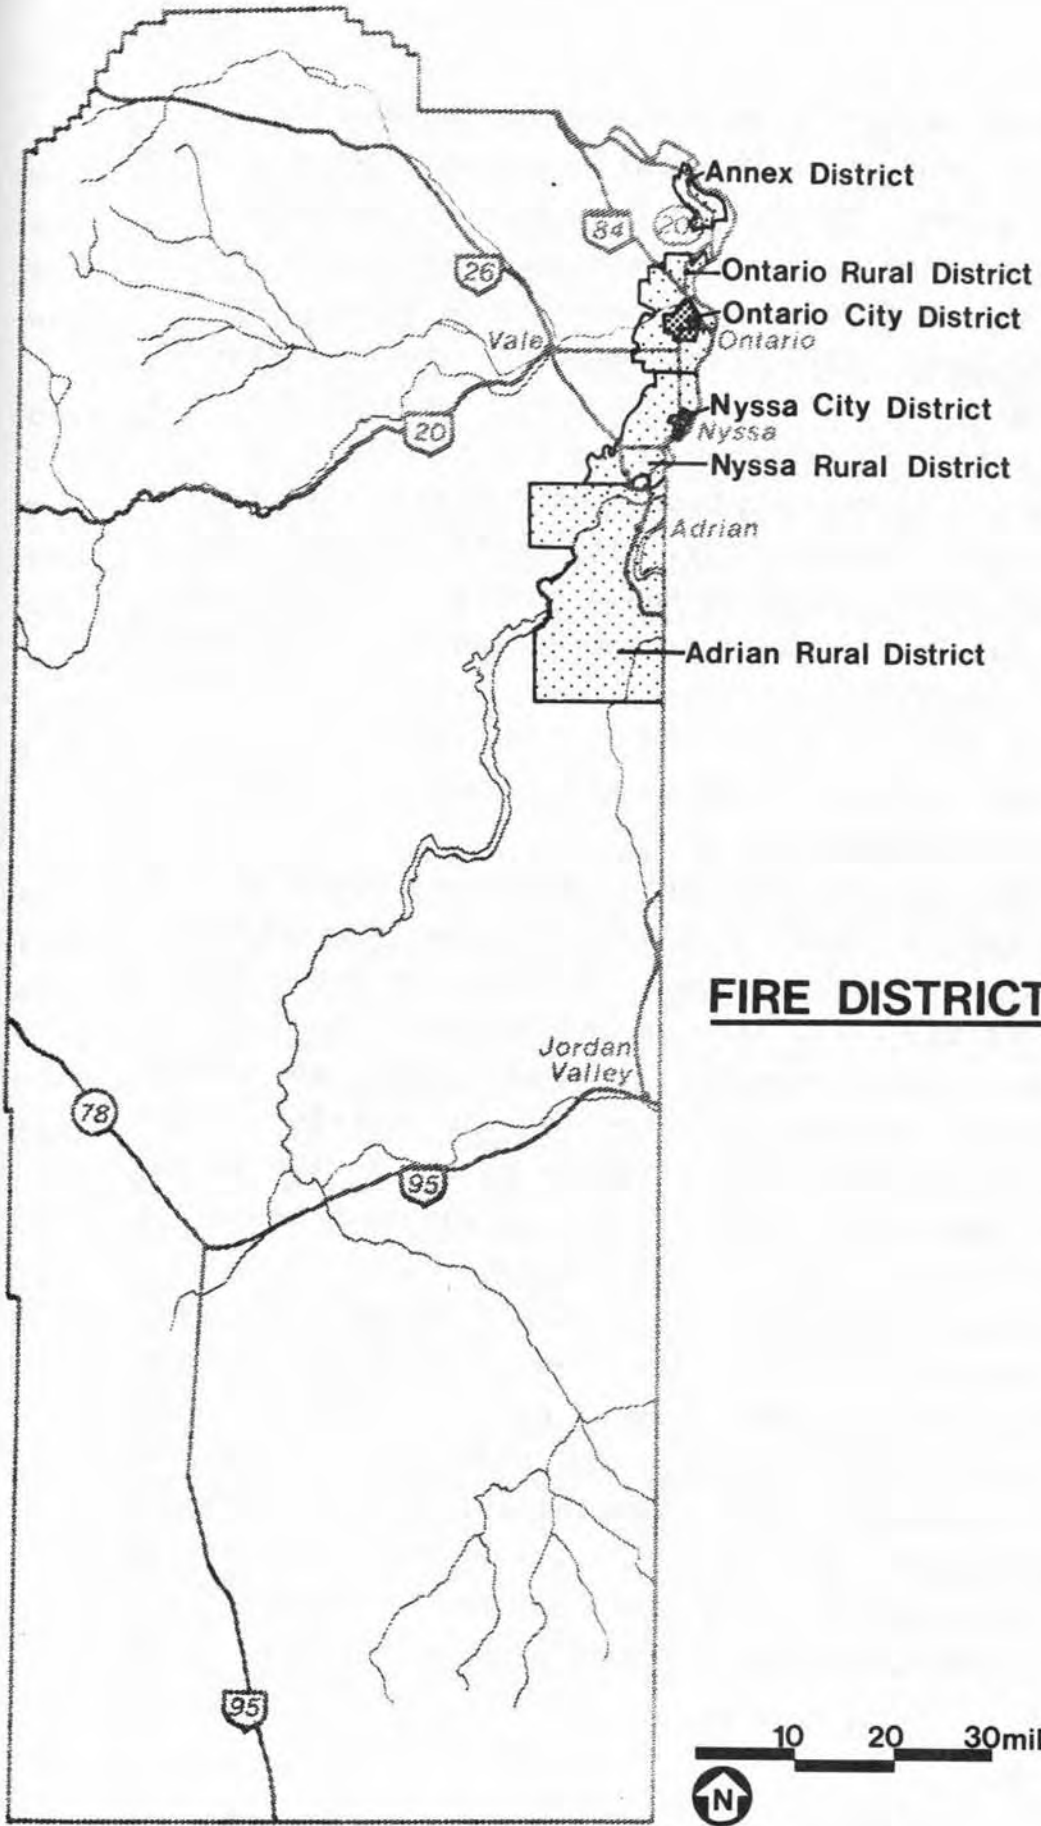 Annex District
84
20
26
Ontario Rural District
Ontario City District
Vale
Ontario
20
Nyssa City District
Nyssa
Nyssa Rural District
Adrian
Adrian Rural District
FIRE DISTRICT
Jordan
Valley
78
95
95
10 20 30mil
N